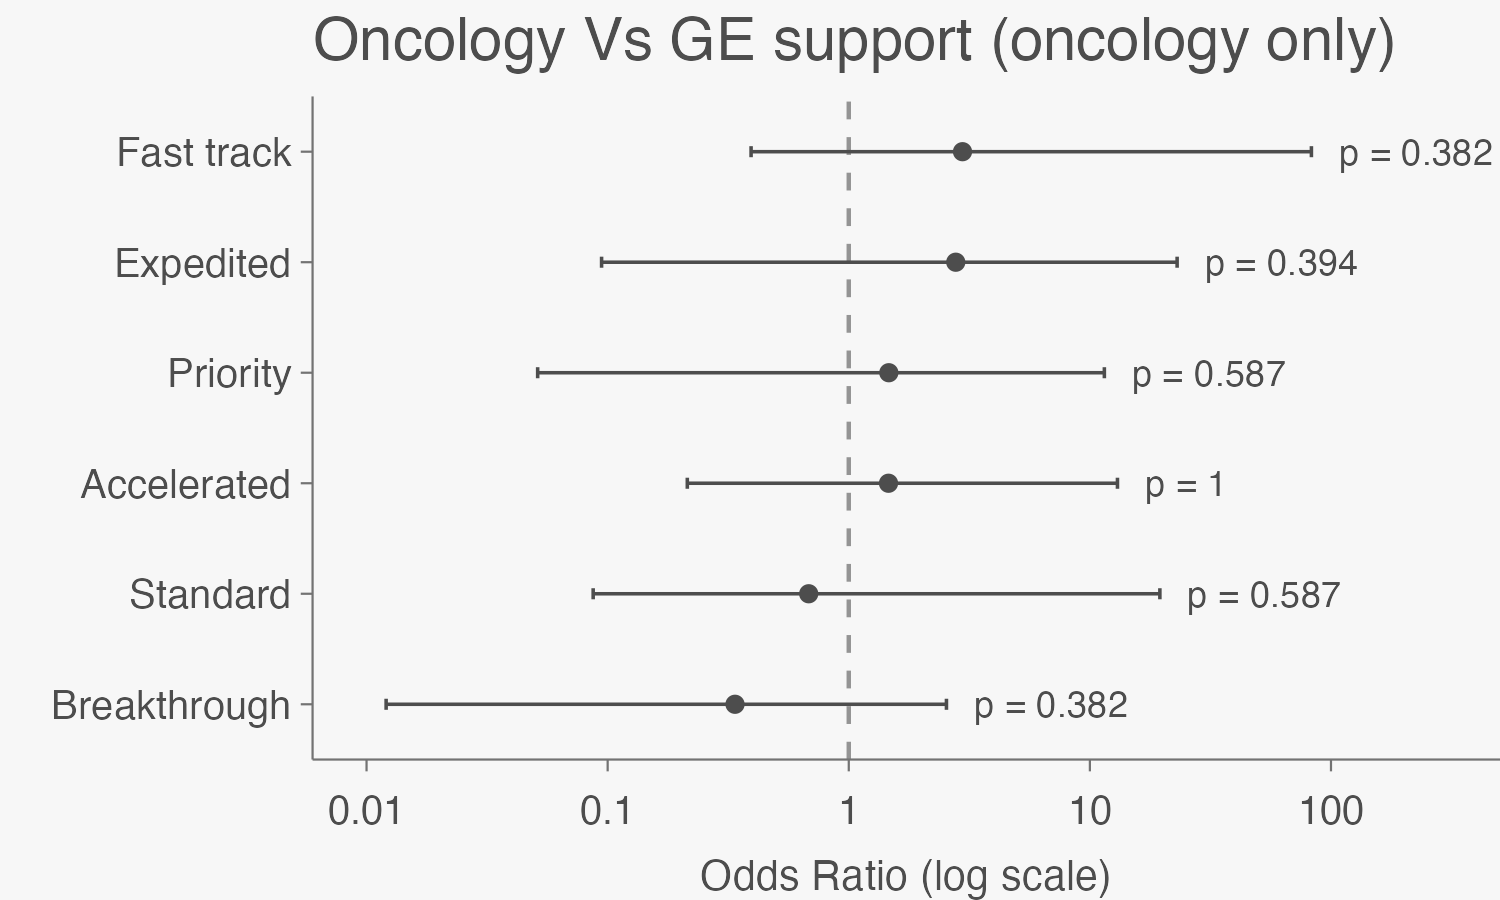 Oncology Vs GE support (oncology only)
Fast track
p = 0.382
Expedited
p = 0.394
Priority
p = 0.587
Accelerated
p = 1
Standard
p = 0.587
Breakthrough
p = 0.382
0.01 0.1 1 10 100
Odds Ratio (log scale)